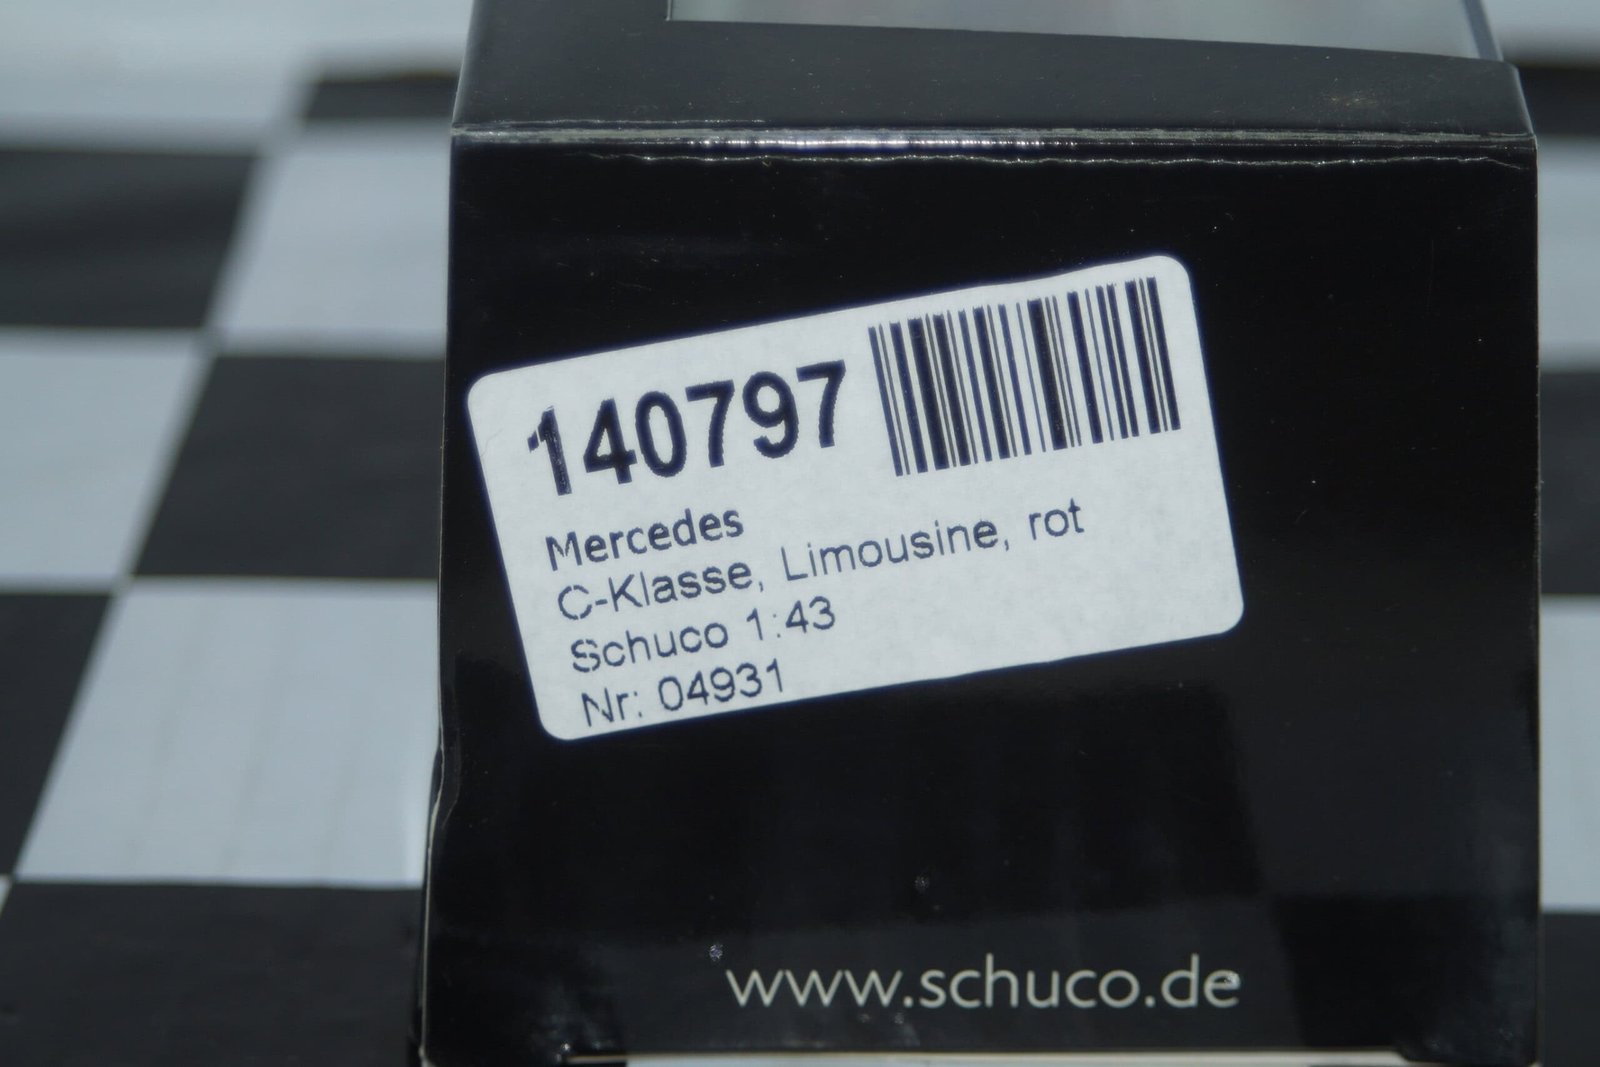 140797
Mercedes
C-Klasse, Limousine, rot
Schuco 1:43
Nr: 04931
www.schuco.de